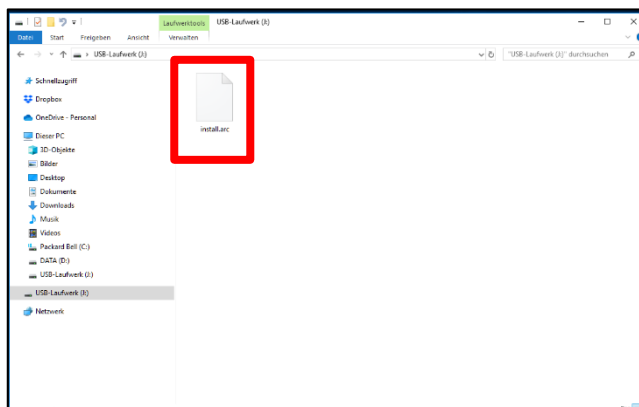 Laufwerktools USB-Laufwerk (J:)
Datei Start Freigeben Ansicht Verwalten
USB-Laufwerk (J:)
"USB-Laufwerk (J:)" durchsuchen
Schnellzugriff
Dropbox
OneDrive - Personal
Dieser PC
3D-Objekte
Bilder
Desktop
Dokumente
Downloads
Musik
Videos
Packard Bell (C:)
DATA (D:)
USB-Laufwerk (J:)
USB-Laufwerk (J:)
Netzwerk
install.arc